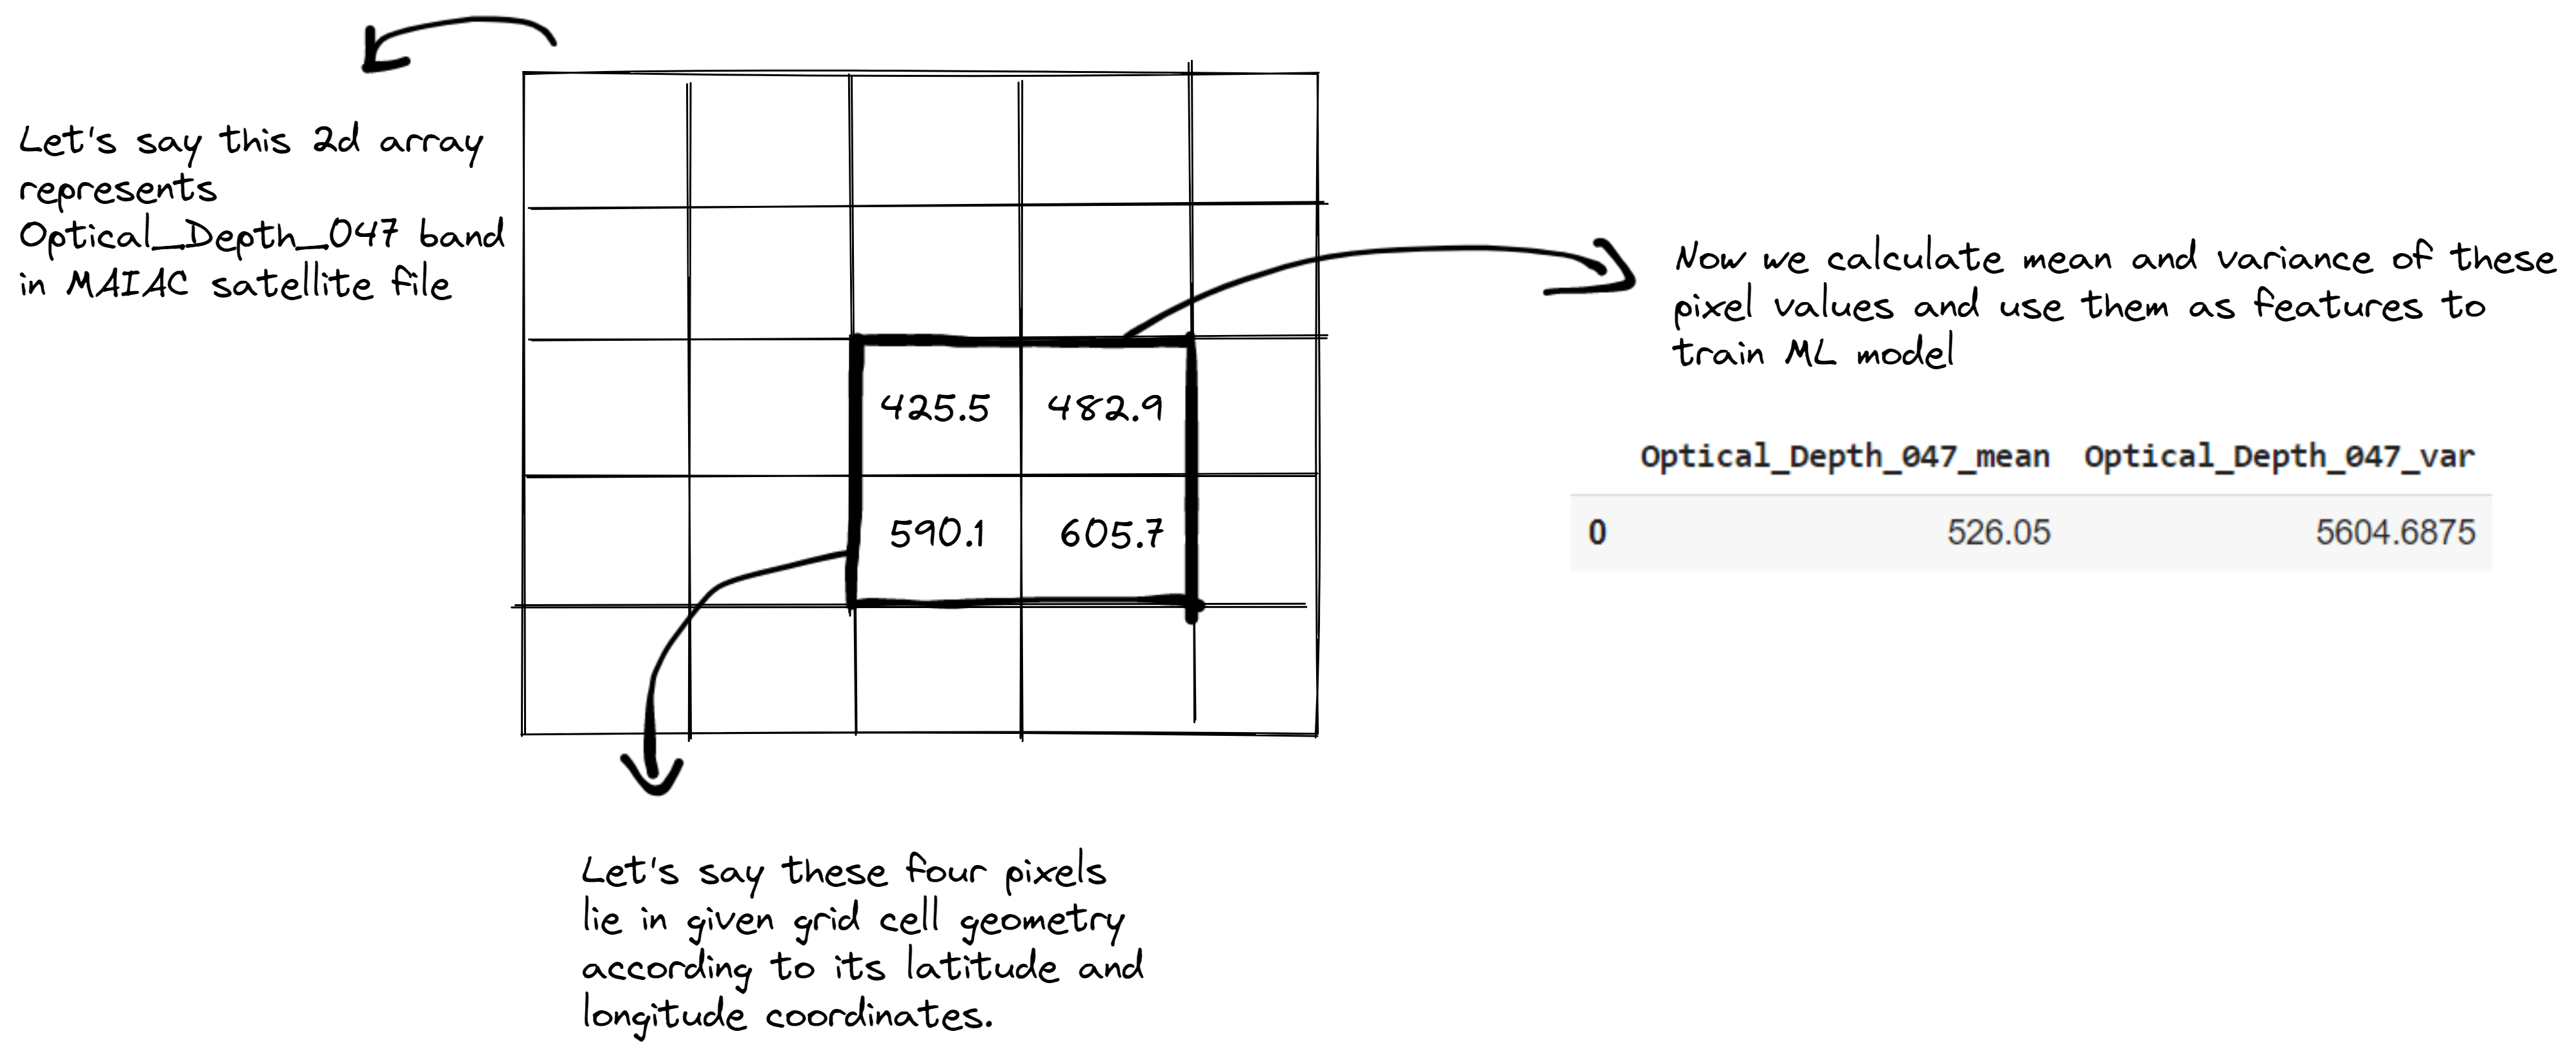 Let's say this 2d array
represents
Optical_Depth_047 band
in MAIAC satellite file
425.5 482.9
590.1 605.7
Now we calculate mean and variance of these
pixel values and use them as features to
train ML model
Optical_Depth_047_mean Optical_Depth_047_var
0 526.05 5604.6875
Let's say these four pixels
lie in given grid cell geometry
according to its latitude and
longitude coordinates.